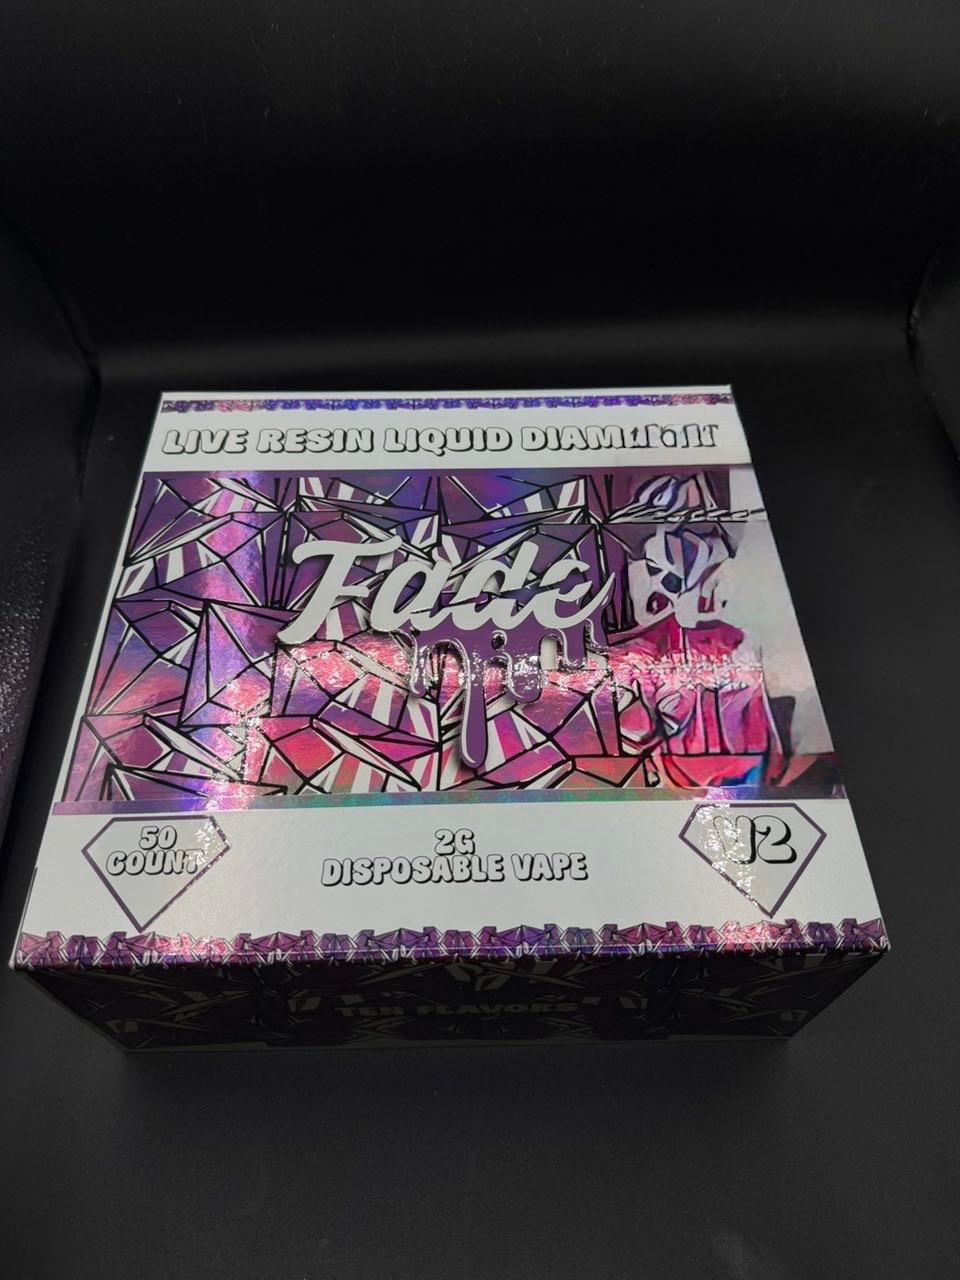 LIVE RESIN LIQUID
Fade
50
COUNT
2G
DISPOSABLE VAPE
V2
TEN FLAVORS